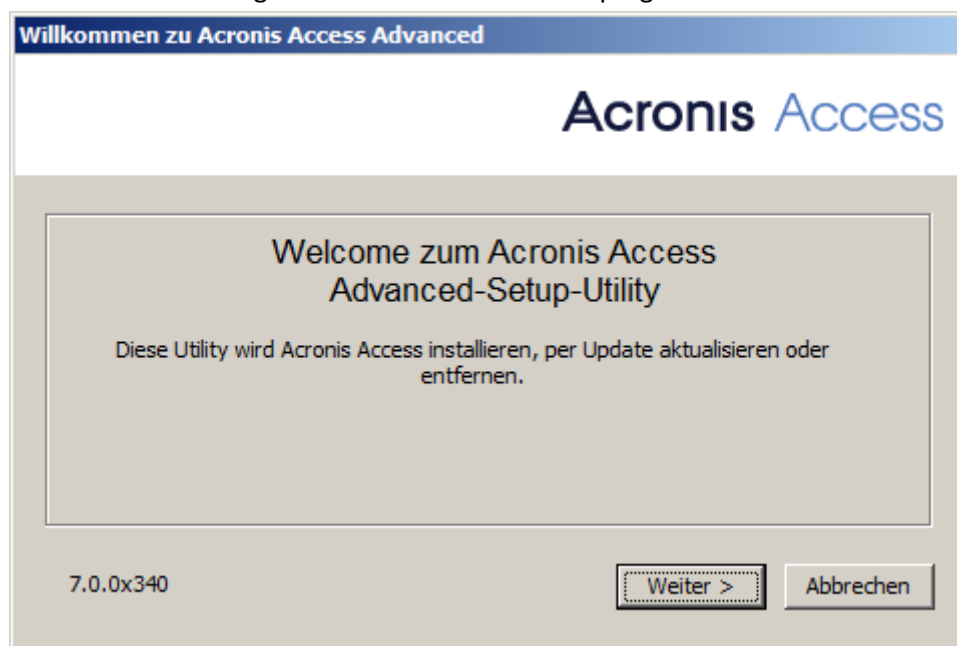 Willkommen zu Acronis Access Advanced
Acronis Access
Welcome zum Acronis Access
Advanced-Setup-Utility
Diese Utility wird Acronis Access installieren, per Update aktualisieren oder
entfernen.
7.0.0x340
Weiter >
Abbrechen